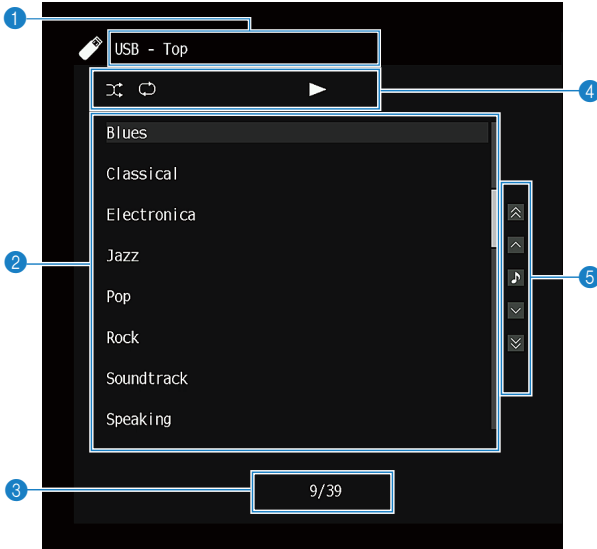 1
USB - Top
4
Blues
Classical
Electronica
2
Jazz
5
Pop
Rock
Soundtrack
Speaking
3
9/39